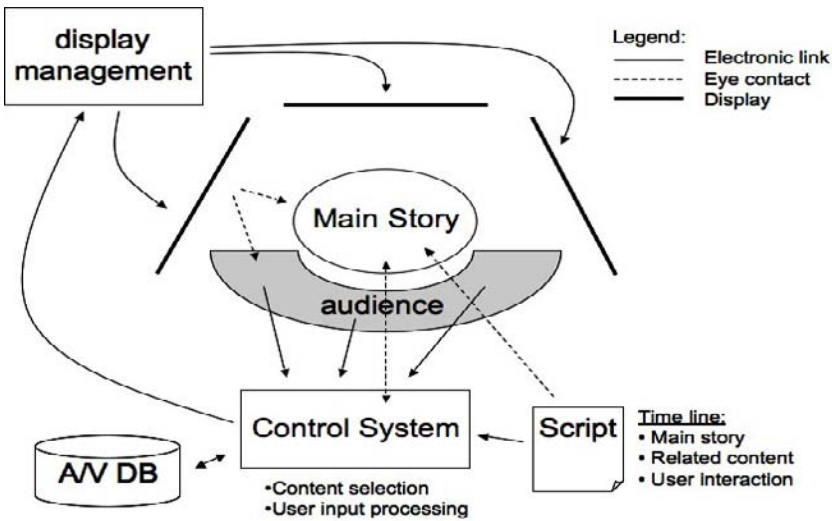 display
management
Legend:
Electronic link
Eye contact
Display
Main Story
audience
Control System
Script
A/V DB
•Content selection
•User input processing
Time line:
• Main story
• Related content
• User interaction